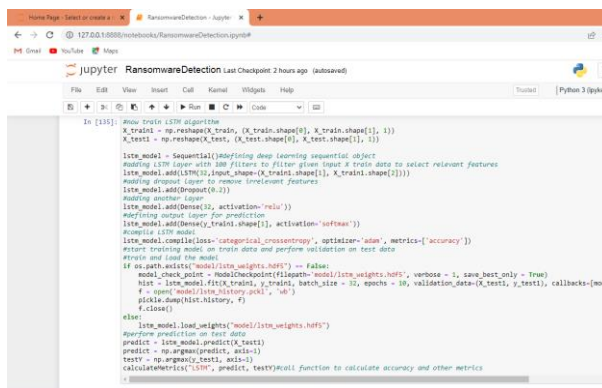 Home Page - Select or create a
RansomwareDetection - Jupyter
127.0.0.1:8888/notebooks/RansomwareDetection.ipynb#
Gmail YouTube Maps
jupyter RansomwareDetection Last Checkpoint: 2 hours ago (autosaved)
File Edit View Insert Cell Kernel Widgets Help Trusted Python 3 (ipyk
Run Code
In [135]: #now train LSTM algorithm
X_train1 = np.reshape(X_train, (X_train.shape[0], X_train.shape[1], 1))
X_test1 = np.reshape(X_test, (X_test.shape[0], X_test.shape[1], 1))
lstm_model = Sequential()#defining deep learning sequential object
#adding LSTM layer with 100 filters to filter given input X train data to select relevant features
lstm_model.add(LSTM(32,input_shape=(X_train1.shape[1], X_train1.shape[2])))
#adding dropout layer to remove irrelevant features
lstm_model.add(Dropout(0.2))
#adding another layer
lstm_model.add(Dense(32, activation='relu'))
#defining output layer for prediction
lstm_model.add(Dense(y_train1.shape[1], activation='softmax'))
#compile LSTM model
lstm_model.compile(loss='categorical_crossentropy', optimizer='adam', metrics=['accuracy'])
#start training model on train data and perform validation on test data
#train and load the model
if os.path.exists("model/lstm_weights.hdf5") == False:
model_check_point = ModelCheckpoint(filepath='model/lstm_weights.hdf5', verbose = 1, save_best_only = True)
hist = lstm_model.fit(X_train1, y_train1, batch_size = 32, epochs = 10, validation_data=(X_test1, y_test1), callbacks=[mo
f = open('model/lstm_history.pckl', 'wb')
pickle.dump(hist.history, f)
f.close()
else:
lstm_model.load_weights("model/lstm_weights.hdf5")
#perform prediction on test data
predict = lstm_model.predict(X_test1)
predict = np.argmax(predict, axis=1)
testY = np.argmax(y_test1, axis=1)
calculateMetrics("LSTM", predict, testY)#call function to calculate accuracy and other metrics